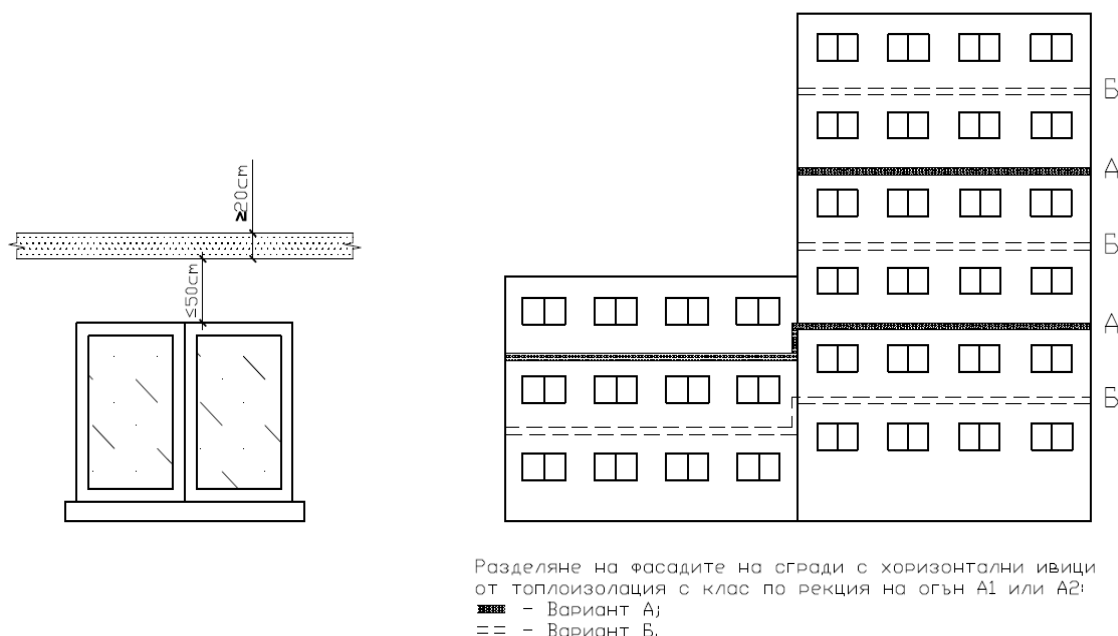 ≥20cm
≤50cm
Б
А
Б
А
Б
Разделяне на фасадите на сгради с хоризонтални ивици
от топлоизолация с клас по рекция на огън А1 или А2:
- Вариант А;
- Вариант Б.